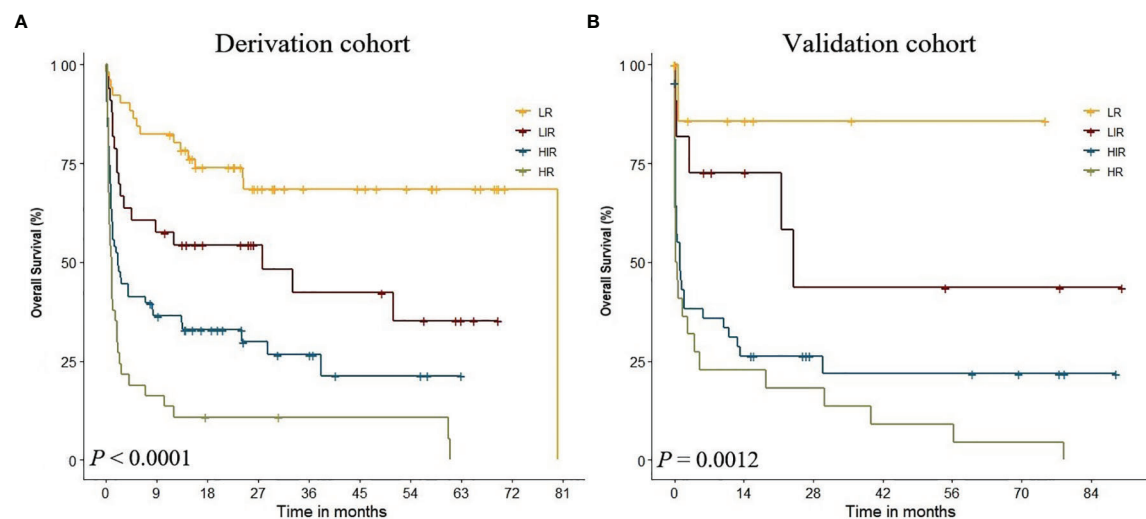 A
Derivation cohort
Overall Survival (%)
100
75
50
25
0
LR
LIR
HIR
HR
P < 0.0001
0 9 18 27 36 45 54 63 72 81
Time in months
B
Validation cohort
Overall Survival (%)
100
75
50
25
0
LR
LIR
HIR
HR
P = 0.0012
0 14 28 42 56 70 84
Time in months